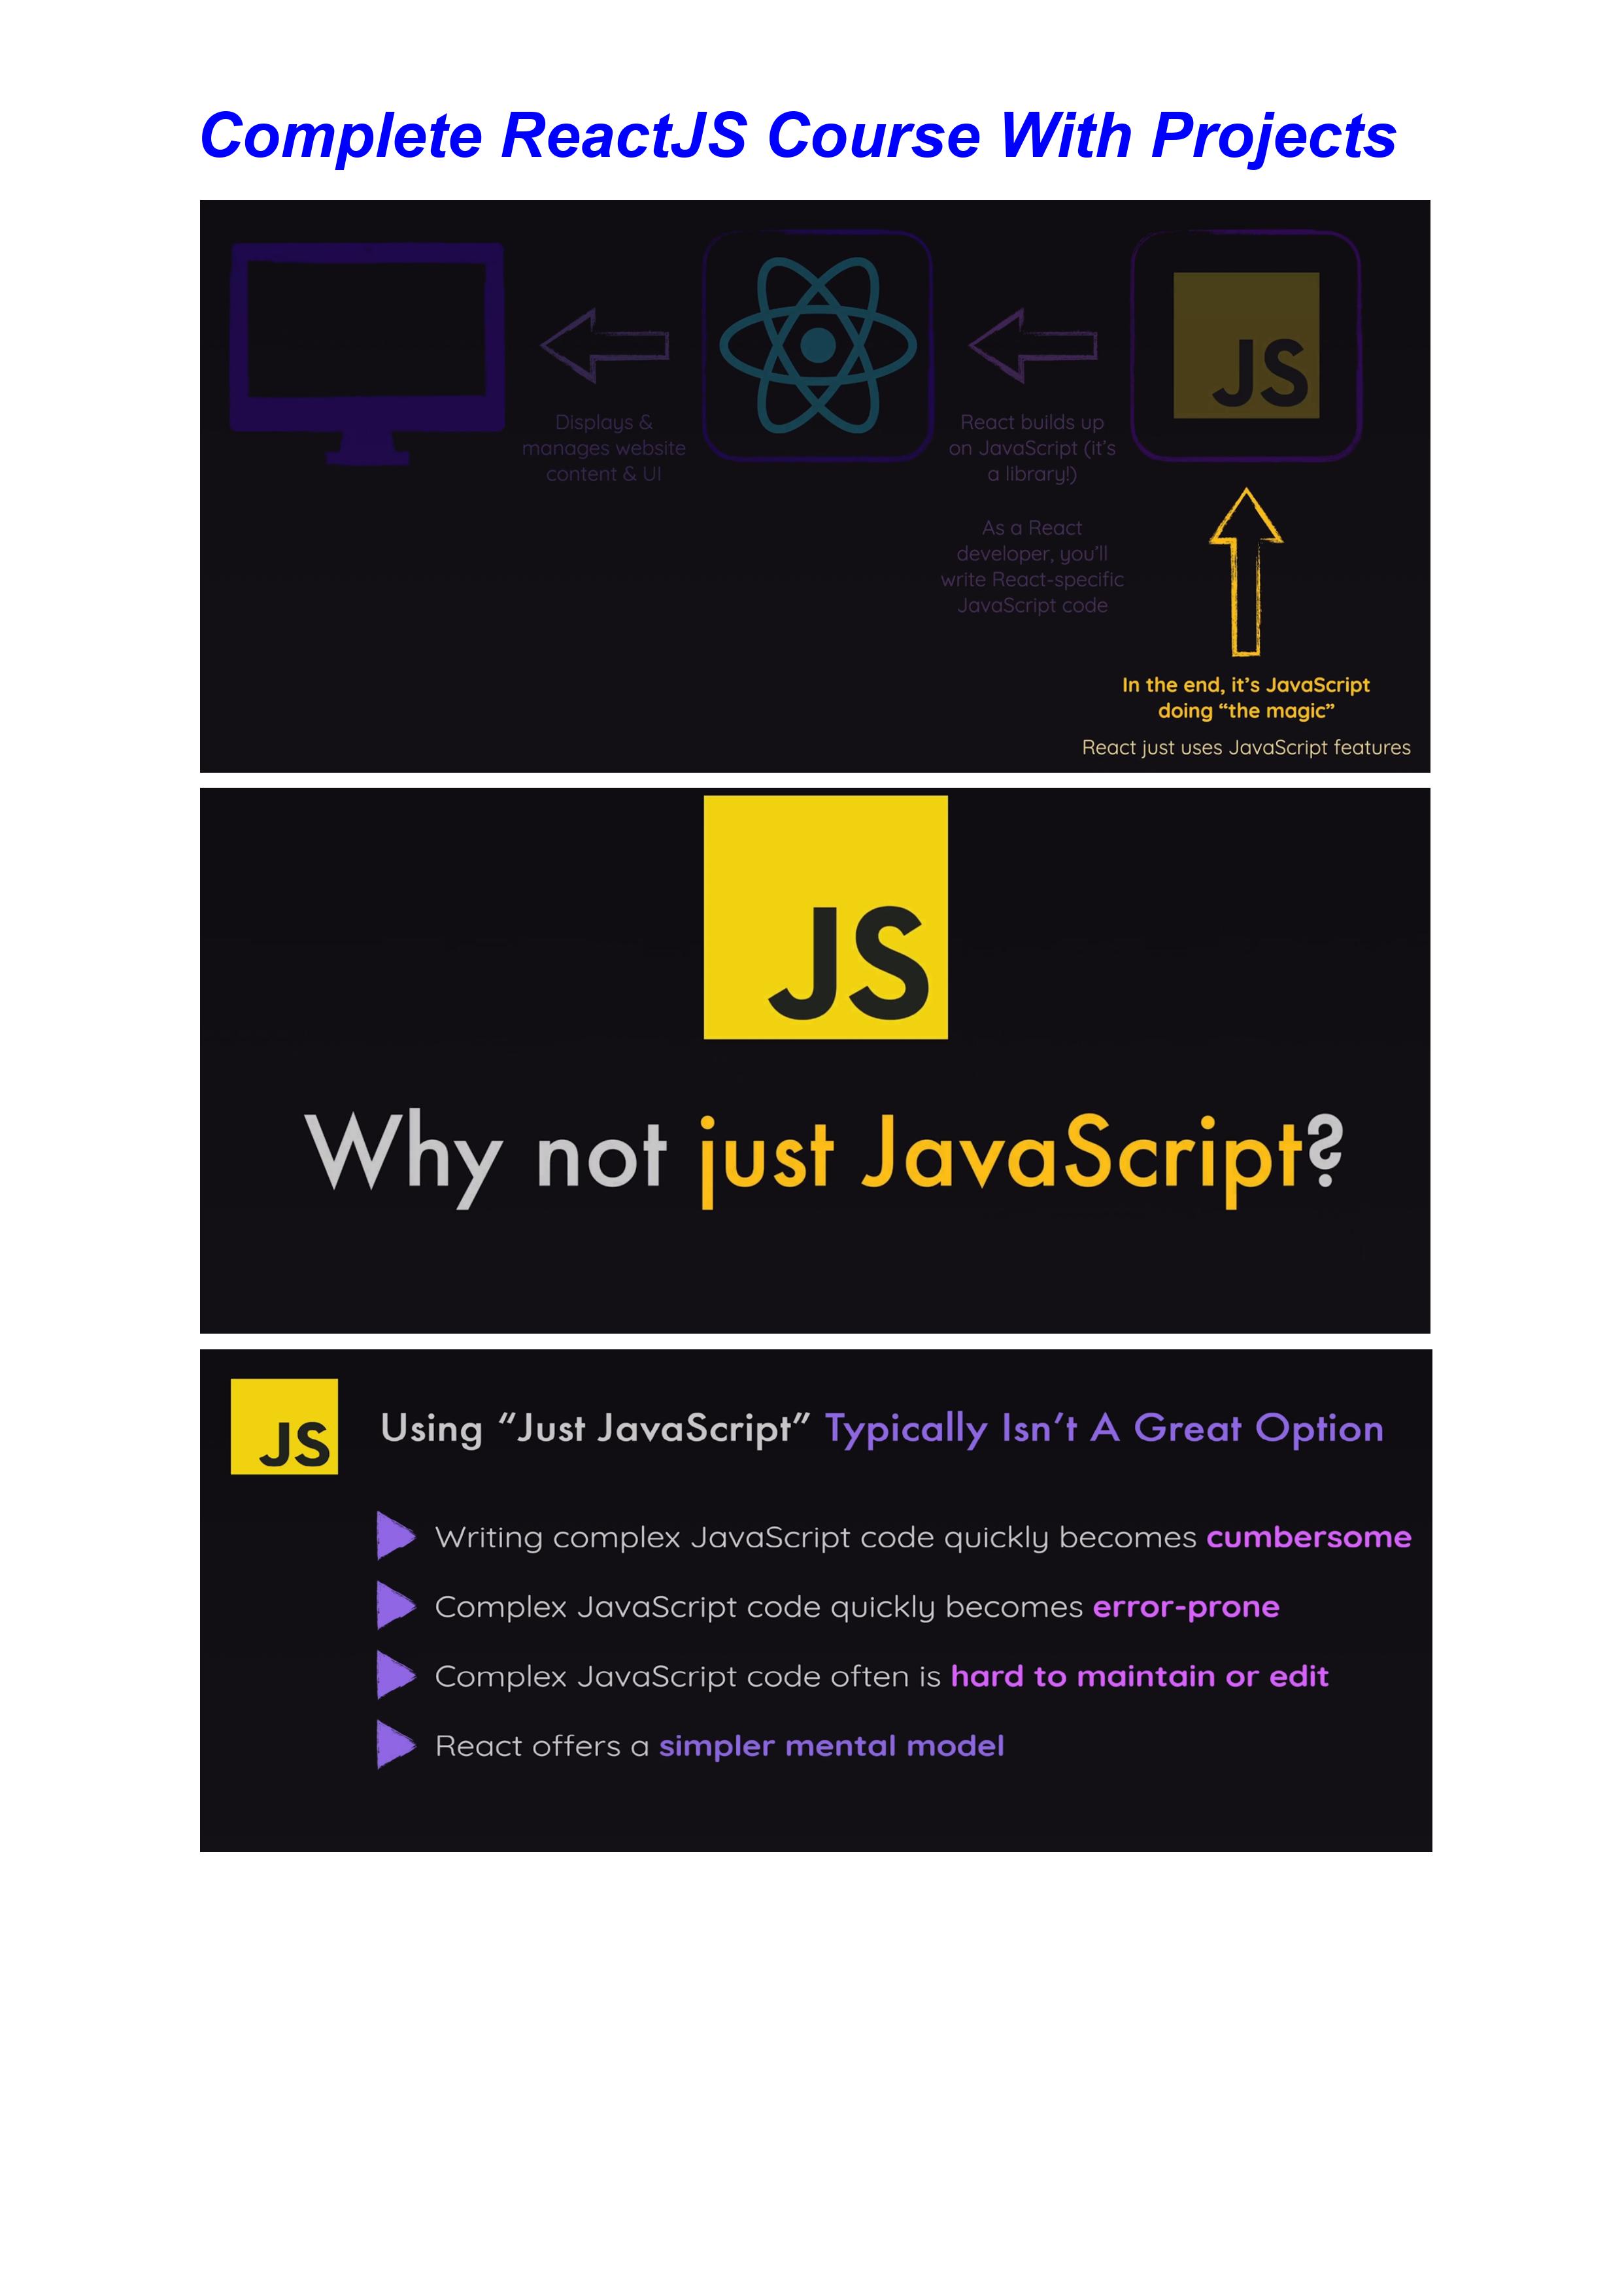 Complete ReactJS Course With Projects
Displays &
manages website
content & UI
React builds up
on JavaScript (it's
a library!)
As a React
developer, you'll
write React-specific
JavaScript code
JS
In the end, it's JavaScript
doing “the magic”
React just uses JavaScript features
JS
Why not just JavaScript?
JS
Using “Just JavaScript” Typically Isn't A Great Option
Writing complex JavaScript code quickly becomes cumbersome
Complex JavaScript code quickly becomes error-prone
Complex JavaScript code often is hard to maintain or edit
React offers a simpler mental model